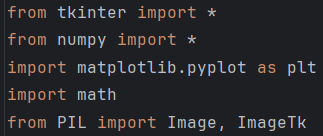 from tkinter import *
from numpy import *
import matplotlib.pyplot as plt
import math
from PIL import Image, ImageTk